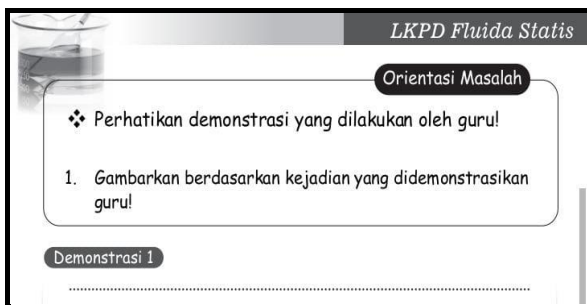 LKPD Fluida Statis
Orientasi Masalah
❖ Perhatikan demonstrasi yang dilakukan oleh guru!
1. Gambarkan berdasarkan kejadian yang didemonstrasikan
guru!
Demonstrasi 1
................................................................................